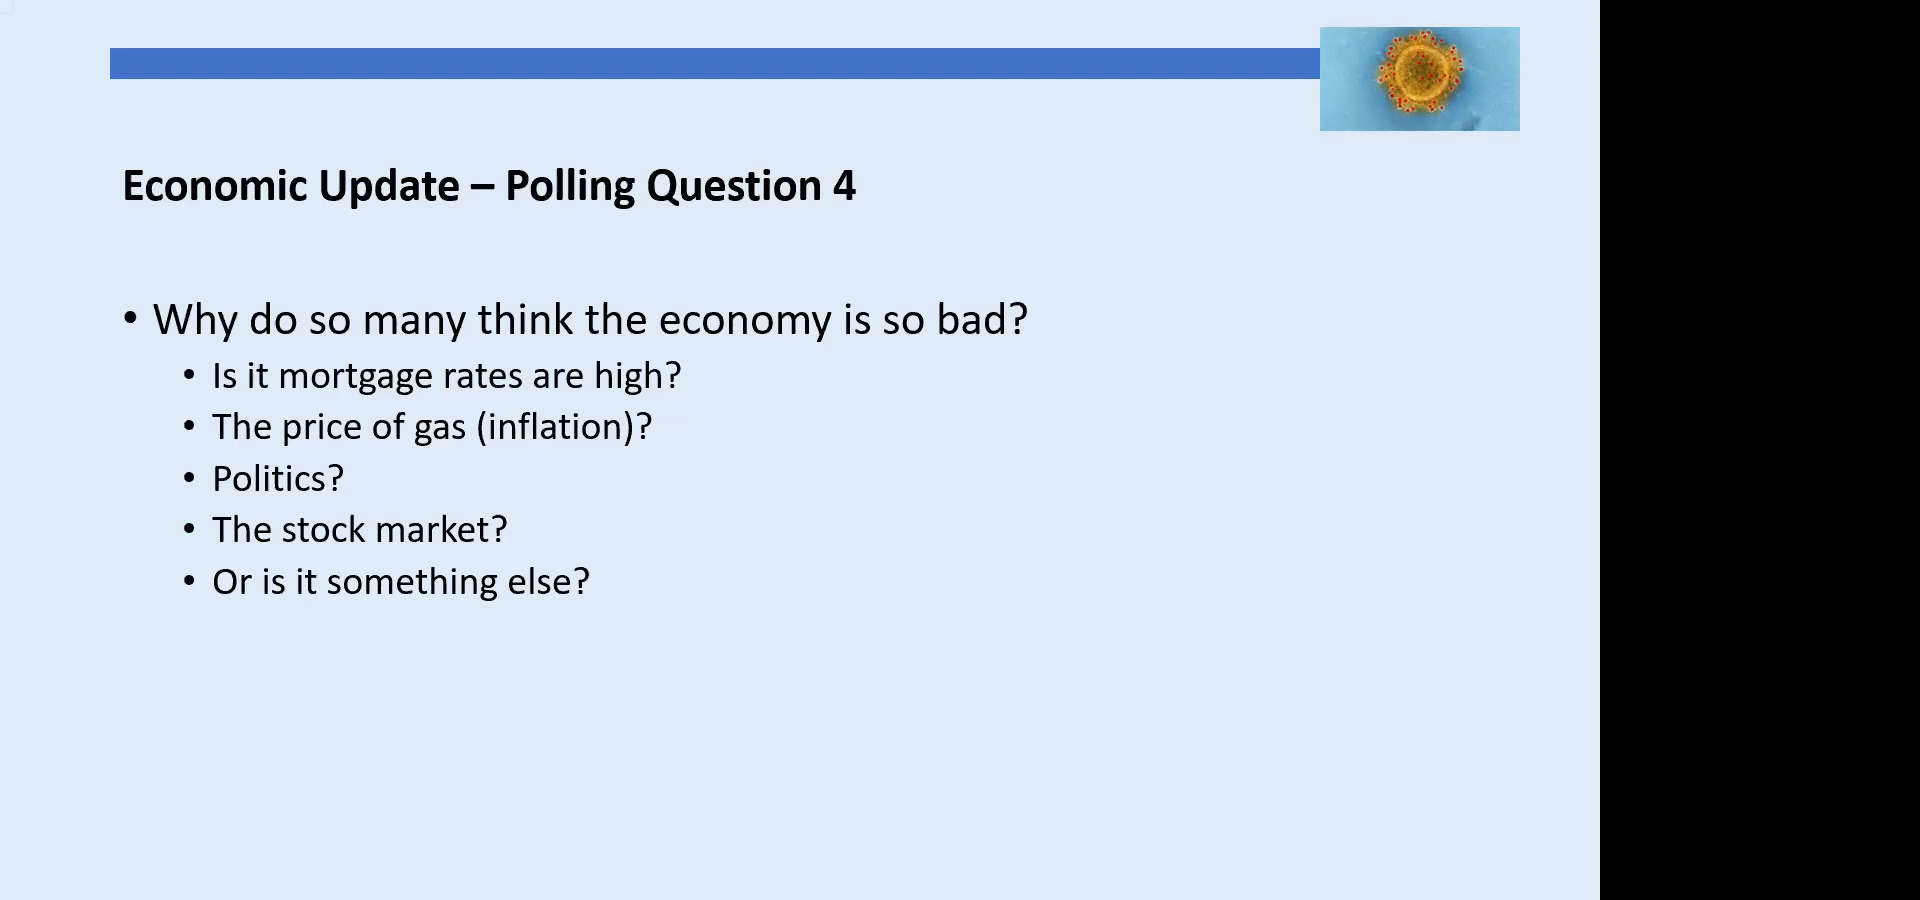 Economic Update – Polling Question 4
• Why do so many think the economy is so bad?
• Is it mortgage rates are high?
• The price of gas (inflation)?
• Politics?
• The stock market?
• Or is it something else?